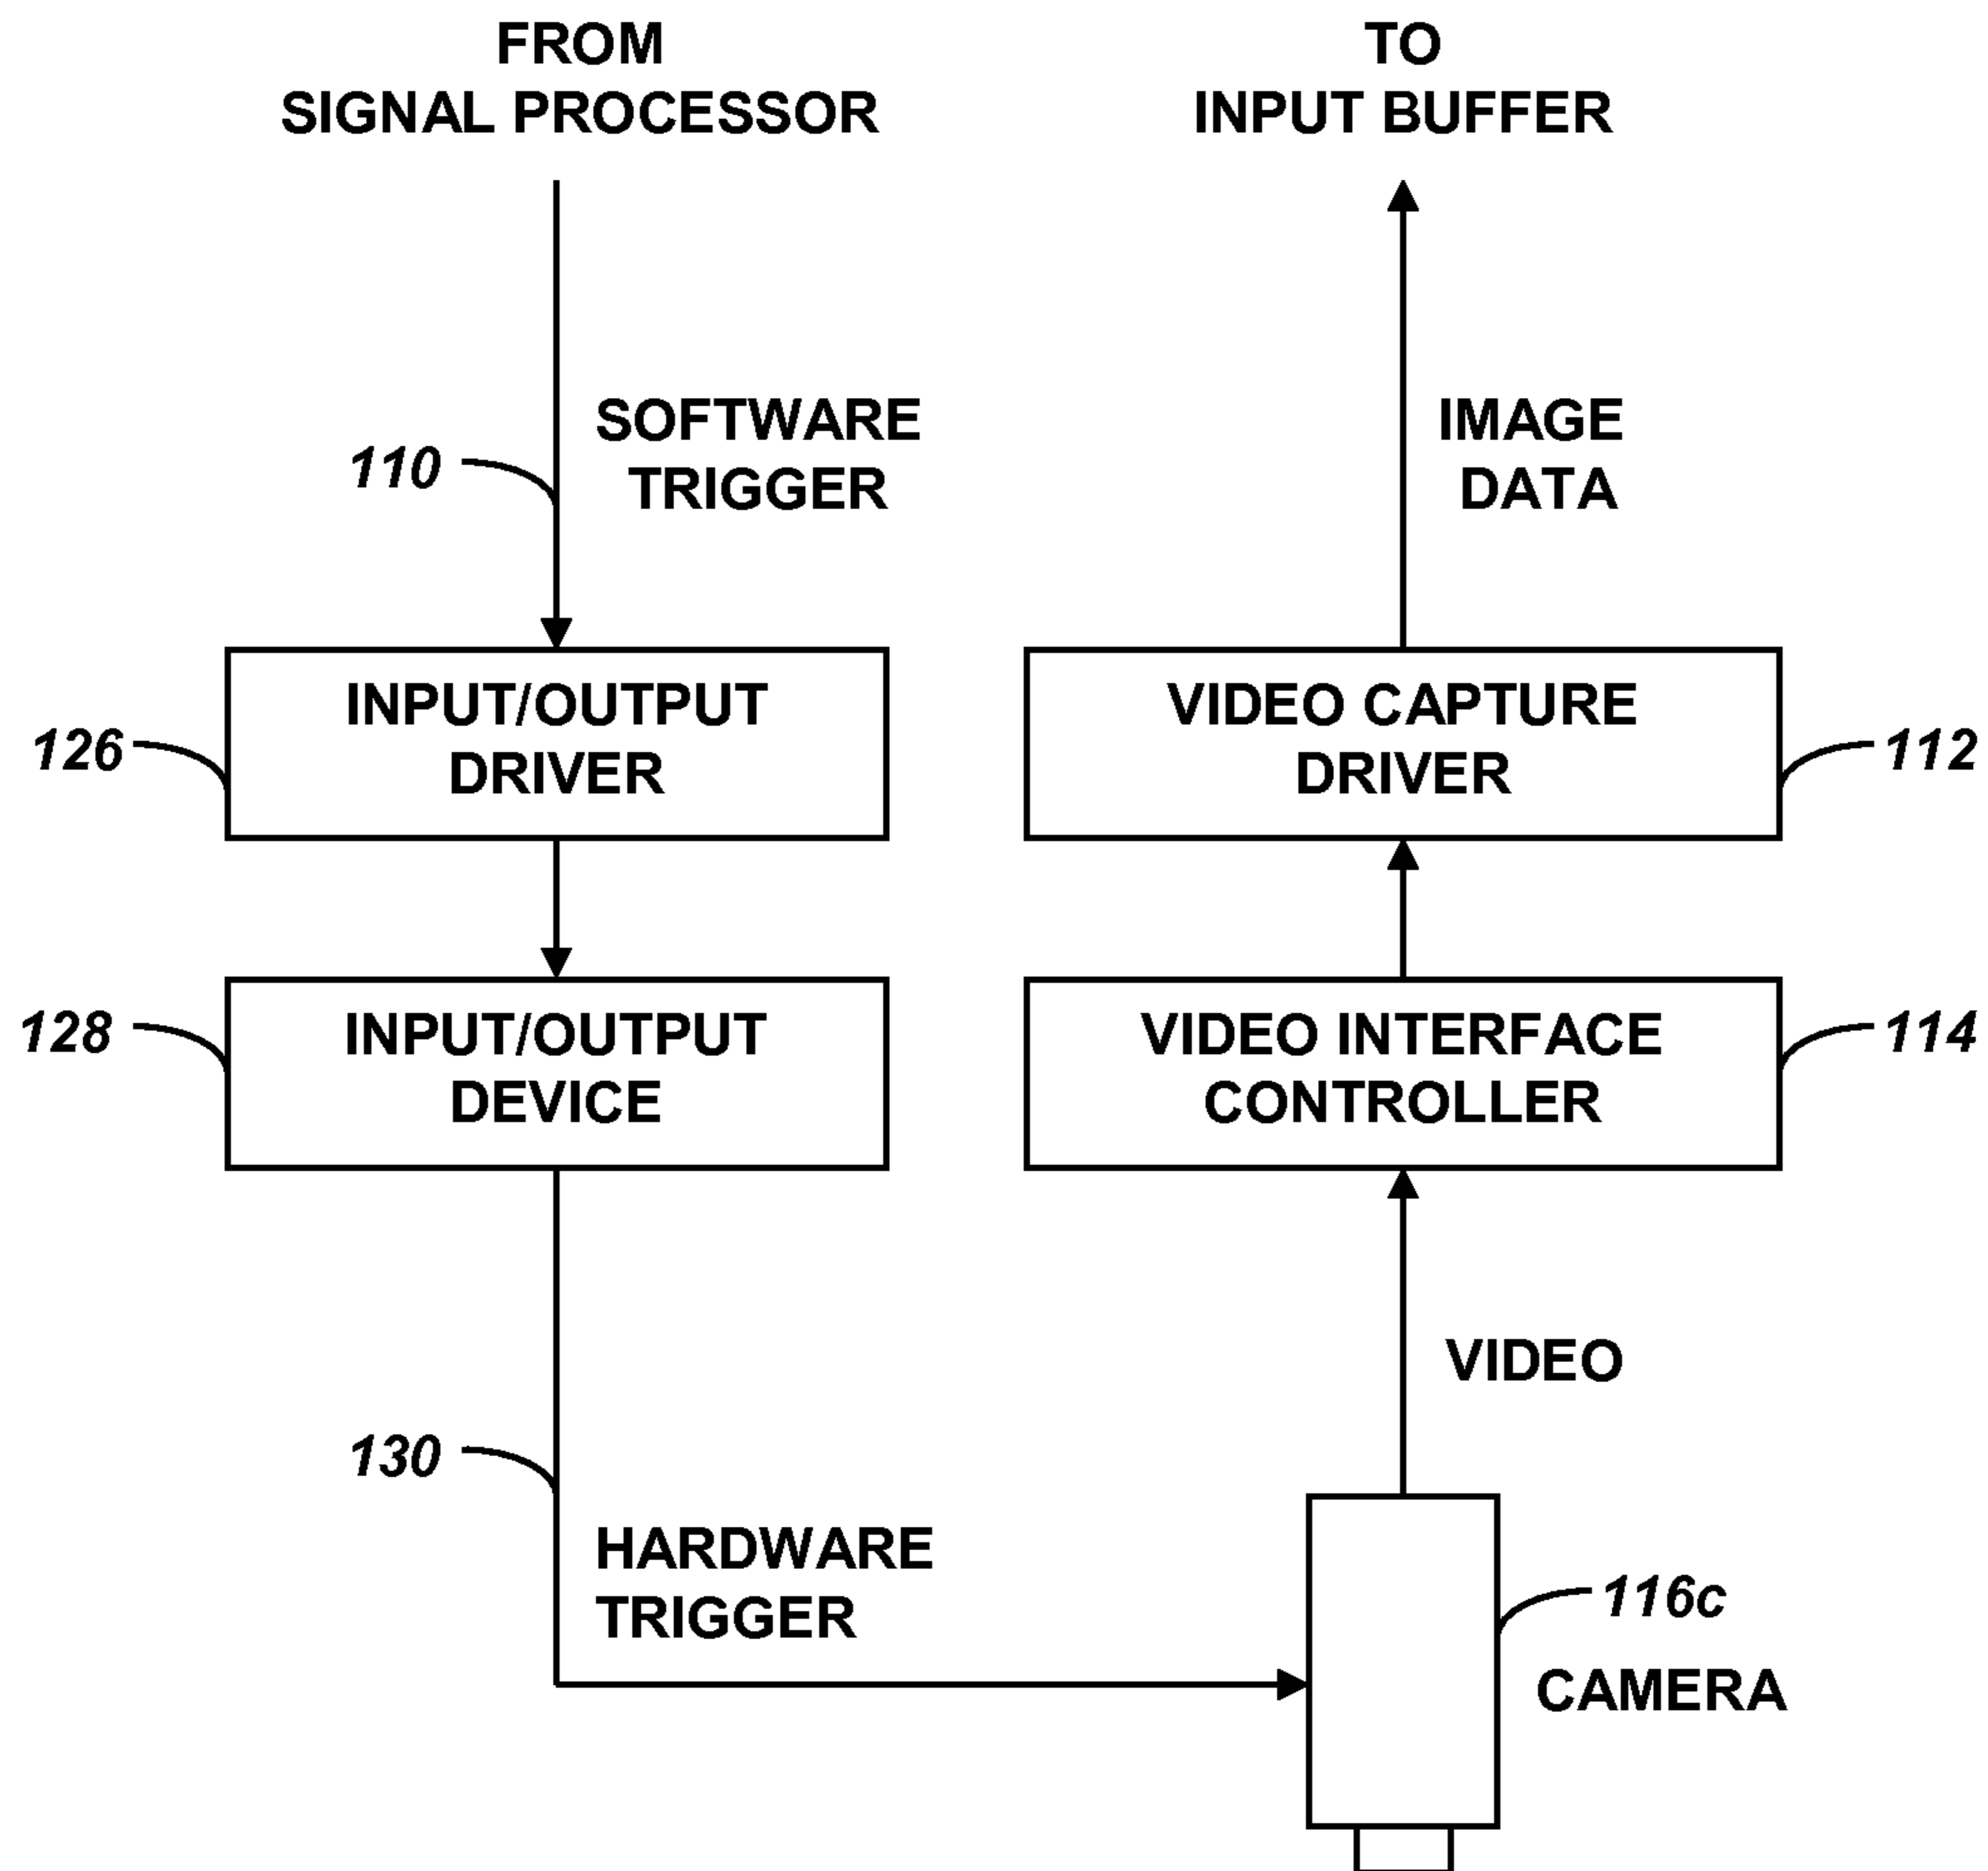 FROM
SIGNAL PROCESSOR
TO
INPUT BUFFER
SOFTWARE
TRIGGER
110
IMAGE
DATA
INPUT/OUTPUT
DRIVER
126
VIDEO CAPTURE
DRIVER
112
INPUT/OUTPUT
DEVICE
128
VIDEO INTERFACE
CONTROLLER
114
VIDEO
130
HARDWARE
TRIGGER
116c
CAMERA